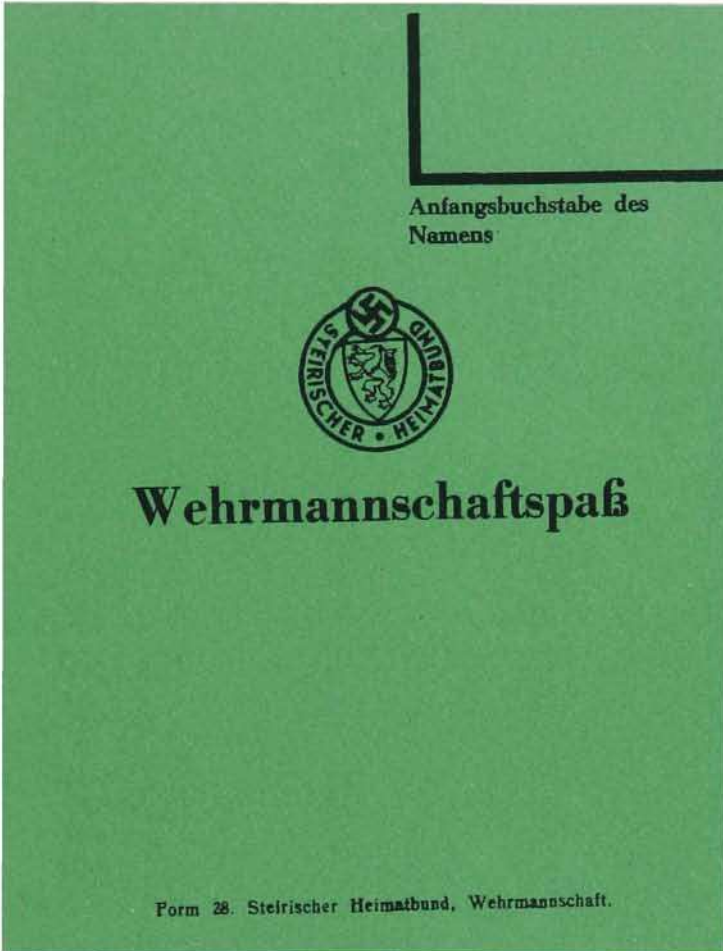 Anfangsbuchstabe des
Namens
STEIRISCHER • HEIMATBUND
Wehrmannschaftspaß
Form 28. Steirischer Heimatbund, Wehrmannschaft.